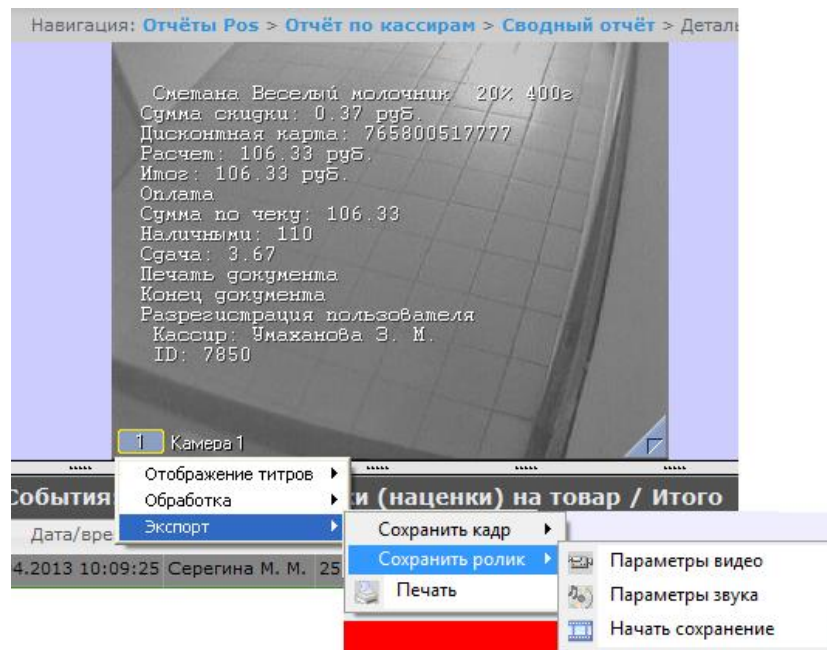 Навигация: Отчёты Pos > Отчёт по кассирам > Сводный отчёт > Деталь
Сметана Веселый молочник 20% 400г
Сумма скидки: 0.37 руб.
Дисконтная карта: 765800517777
Расчет: 106.33 руб.
Итог: 106.33 руб.
Оплата
Сумма по чеку: 106.33
Наличными: 110
Сдача: 3.67
Печать документа
Конец документа
Разрегистрация пользователя
Кассир: Умаханова З. М.
ID: 7850
1 Камера 1
Отображение титров
Обработка
Экспорт
События: и (наценки) на товар / Итого
Дата/вре
4.2013 10:09:25 Серегина М. М. 25
Сохранить кадр
Сохранить ролик
Печать
Параметры видео
Параметры звука
Начать сохранение